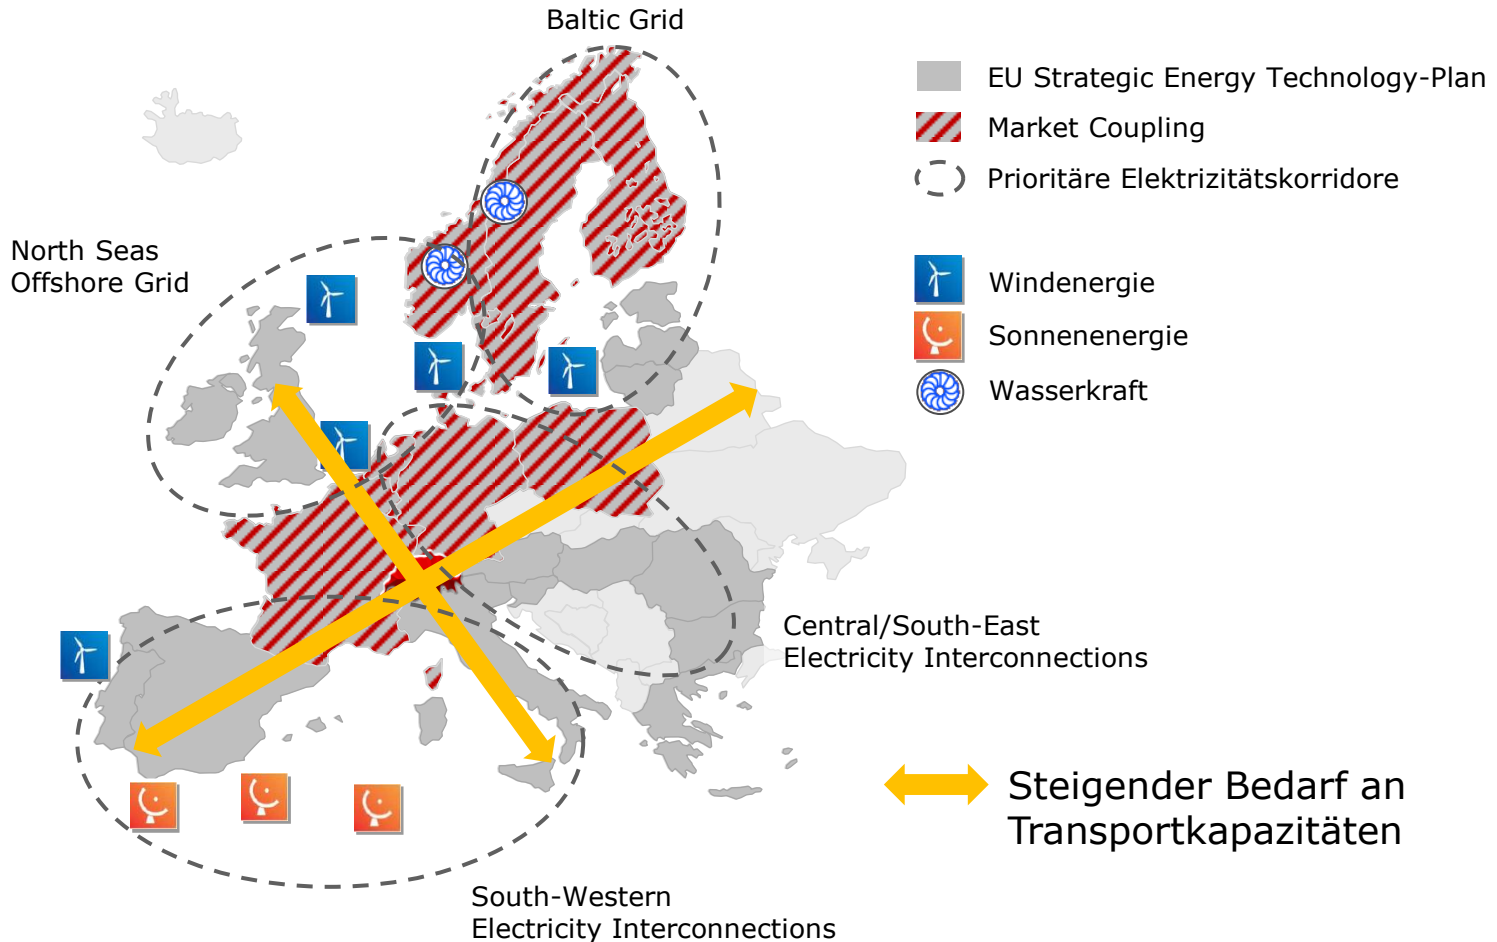 Baltic Grid
EU Strategic Energy Technology-Plan
Market Coupling
Prioritäre Elektrizitätskorridore
North Seas
Offshore Grid
Windenergie
Sonnenenergie
Wasserkraft
Central/South-East
Electricity Interconnections
Steigender Bedarf an
Transportkapazitäten
South-Western
Electricity Interconnections